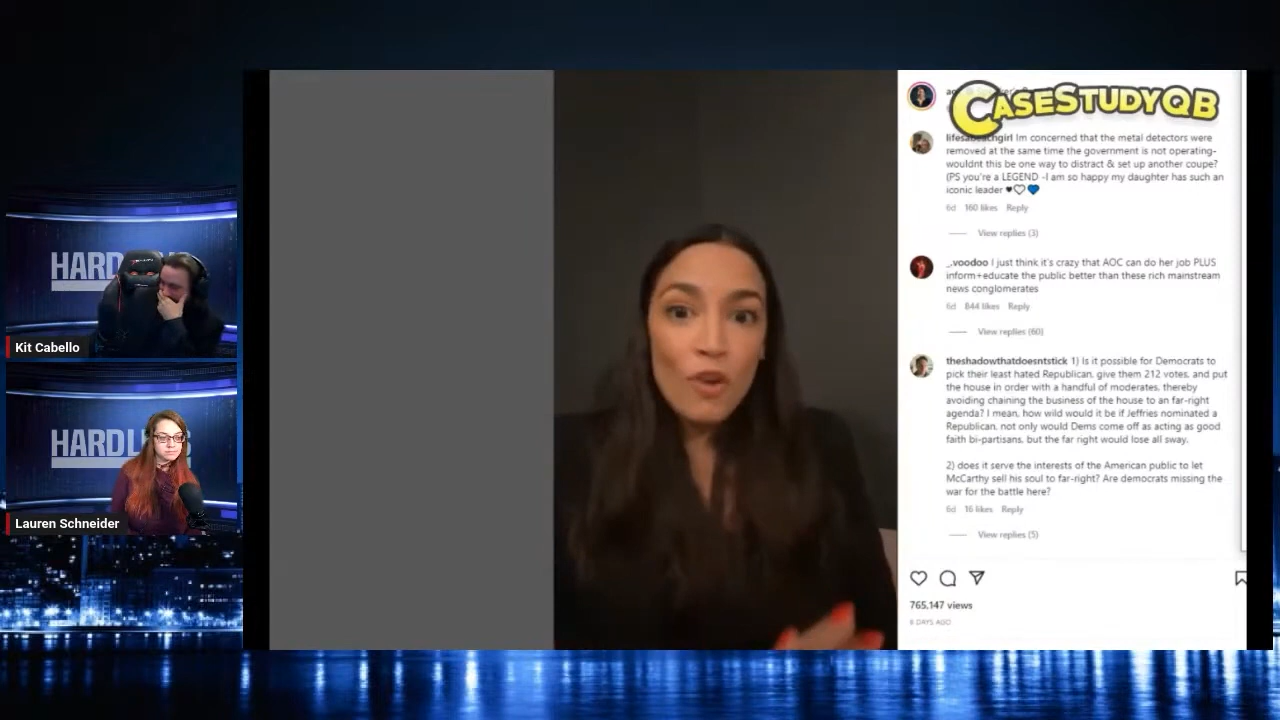 HARDL
Kit Cabello
HARDL
Lauren Schneider
CASESTUDYQB
lifesabeachgirl Im concerned that the metal detectors were
removed at the same time the government is not operating-
wouldnt this be one way to distract & set up another coupe?
(PS you're a LEGEND -I am so happy my daughter has such an
iconic leader ♥🤍💙
6d 160 likes Reply
View replies (3)
_.voodoo I just think it's crazy that AOC can do her job PLUS
inform+educate the public better than these rich mainstream
news conglomerates
6d 844 likes Reply
View replies (60)
theshadowthatdoesntstick 1) Is it possible for Democrats to
pick their least hated Republican, give them 212 votes, and put
the house in order with a handful of moderates, thereby
avoiding chaining the business of the house to an far-right
agenda? I mean, how wild would it be if Jeffries nominated a
Republican, not only would Dems come off as acting as good
faith bi-partisans, but the far right would lose all sway.
2) does it serve the interests of the American public to let
McCarthy sell his soul to far-right? Are democrats missing the
war for the battle here?
6d 16 likes Reply
View replies (5)
765,147 views
6 DAYS AGO